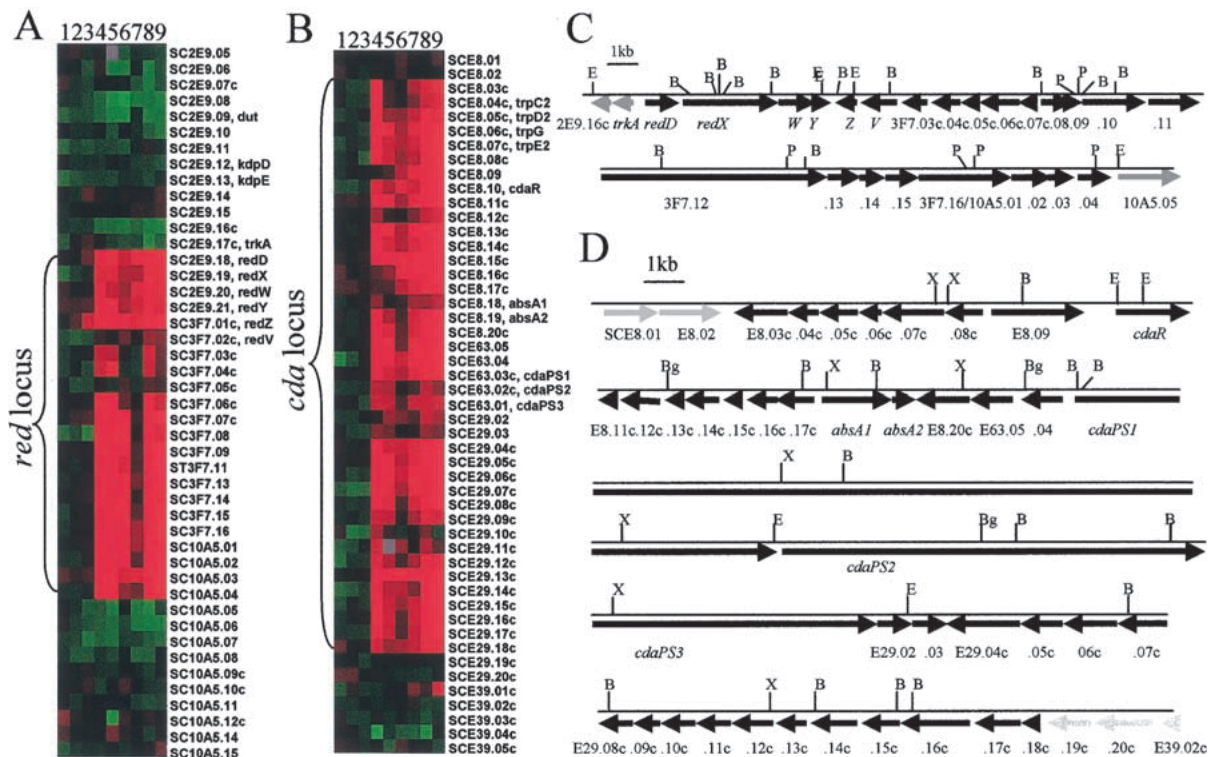 A
123456789
SC2E9.05
SC2E9.06
SC2E9.07c
SC2E9.08
SC2E9.09, dut
SC2E9.10
SC2E9.11
SC2E9.12, kdpD
SC2E9.13, kdpE
SC2E9.14
SC2E9.15
SC2E9.16c
SC2E9.17c, trkA
SC2E9.18, redD
SC2E9.19, redX
SC2E9.20, redW
SC2E9.21, redY
SC3F7.01c, redZ
SC3F7.02c, redV
SC3F7.03c
SC3F7.04c
SC3F7.05c
SC3F7.06c
SC3F7.07c
SC3F7.08
SC3F7.09
ST3F7.11
SC3F7.13
SC3F7.14
SC3F7.15
SC3F7.16
SC10A5.01
SC10A5.02
SC10A5.03
SC10A5.04
SC10A5.05
SC10A5.06
SC10A5.07
SC10A5.08
SC10A5.09c
SC10A5.10c
SC10A5.11
SC10A5.12c
SC10A5.14
SC10A5.15
red locus
B
123456789
SCE8.01
SCE8.02
SCE8.03c
SCE8.04c, trpC2
SCE8.05c, trpD2
SCE8.06c, trpG
SCE8.07c, trpE2
SCE8.08c
SCE8.09
SCE8.10, cdaR
SCE8.11c
SCE8.12c
SCE8.13c
SCE8.14c
SCE8.15c
SCE8.16c
SCE8.17c
SCE8.18, absA1
SCE8.19, absA2
SCE8.20c
SCE63.05
SCE63.04
SCE63.03c, cdaPS1
SCE63.02c, cdaPS2
SCE63.01, cdaPS3
SCE29.02
SCE29.03
SCE29.04c
SCE29.05c
SCE29.06c
SCE29.07c
SCE29.08c
SCE29.09c
SCE29.10c
SCE29.11c
SCE29.12c
SCE29.13c
SCE29.14c
SCE29.15c
SCE29.16c
SCE29.17c
SCE29.18c
SCE29.19c
SCE29.20c
SCE39.01c
SCE39.02c
SCE39.03c
SCE39.04c
SCE39.05c
cda locus
C
1kb
E B B B B B E E B E B B P P B B
2E9.16c trkA redD redX W Y Z V 3F7.03c .04c .05c .06c .07c .08 .09 .10 .11
B P B P P P E
3F7.12 .13 .14 .15 3F7.16/10A5.01 .02 .03 .04 10A5.05
D
1kb
X X B E E
SCE8.01 E8.02 E8.03c .04c .05c .06c .07c .08c E8.09 cdaR
Bg B X B X Bg B B
E8.11c .12c .13c .14c .15c .16c .17c absA1 absA2 E8.20c E63.05 .04 cdaPS1
X B
X E Bg B B
cdaPS2
X E B
cdaPS3 E29.02 .03 E29.04c .05c 06c .07c
B X B B B
E29.08c .09c .10c .11c .12c .13c .14c .15c .16c .17c .18c .19c .20c E39.02c